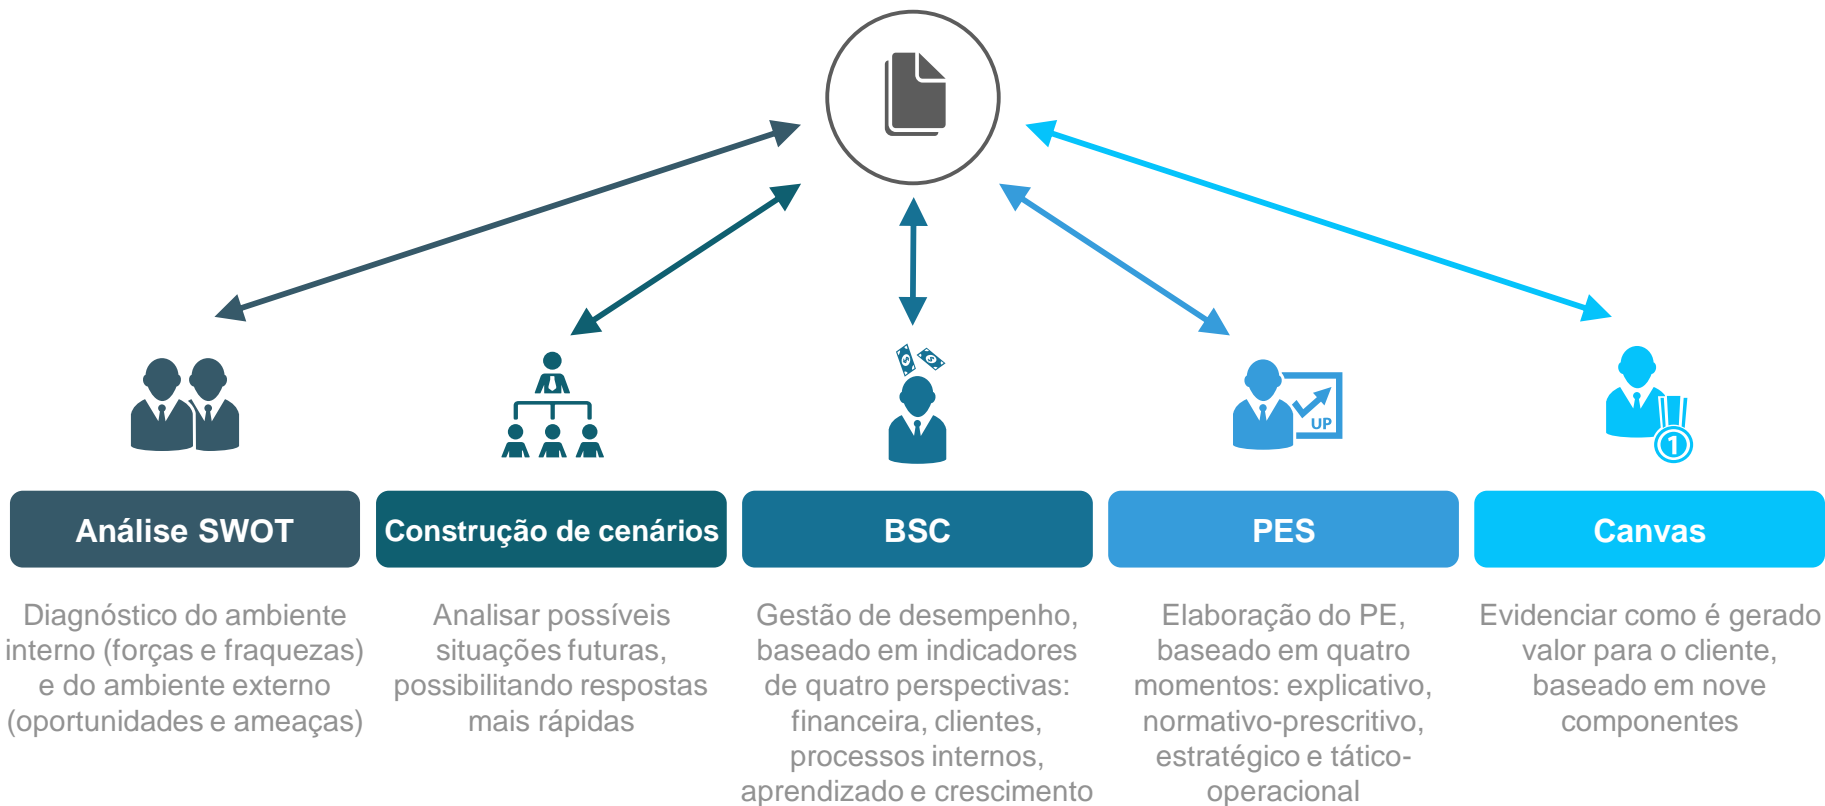 UP
1
Análise SWOT
Construção de cenários
BSC
PES
Canvas
Diagnóstico do ambiente
interno (forças e fraquezas)
e do ambiente externo
(oportunidades e ameaças)
Analisar possíveis
situações futuras,
possibilitando respostas
mais rápidas
Gestão de desempenho,
baseado em indicadores
de quatro perspectivas:
financeira, clientes,
processos internos,
aprendizado e crescimento
Elaboração do PE,
baseado em quatro
momentos: explicativo,
normativo-prescritivo,
estratégico e tático-
operacional
Evidenciar como é gerado
valor para o cliente,
baseado em nove
componentes